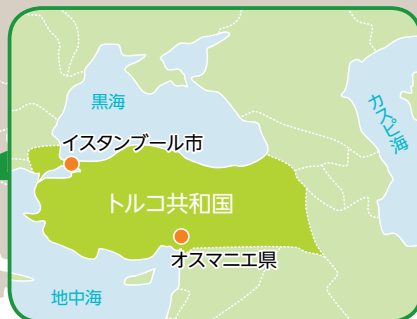 黒海
カスピ海
イスタンブール市
トルコ共和国
オスマニエ県
地中海